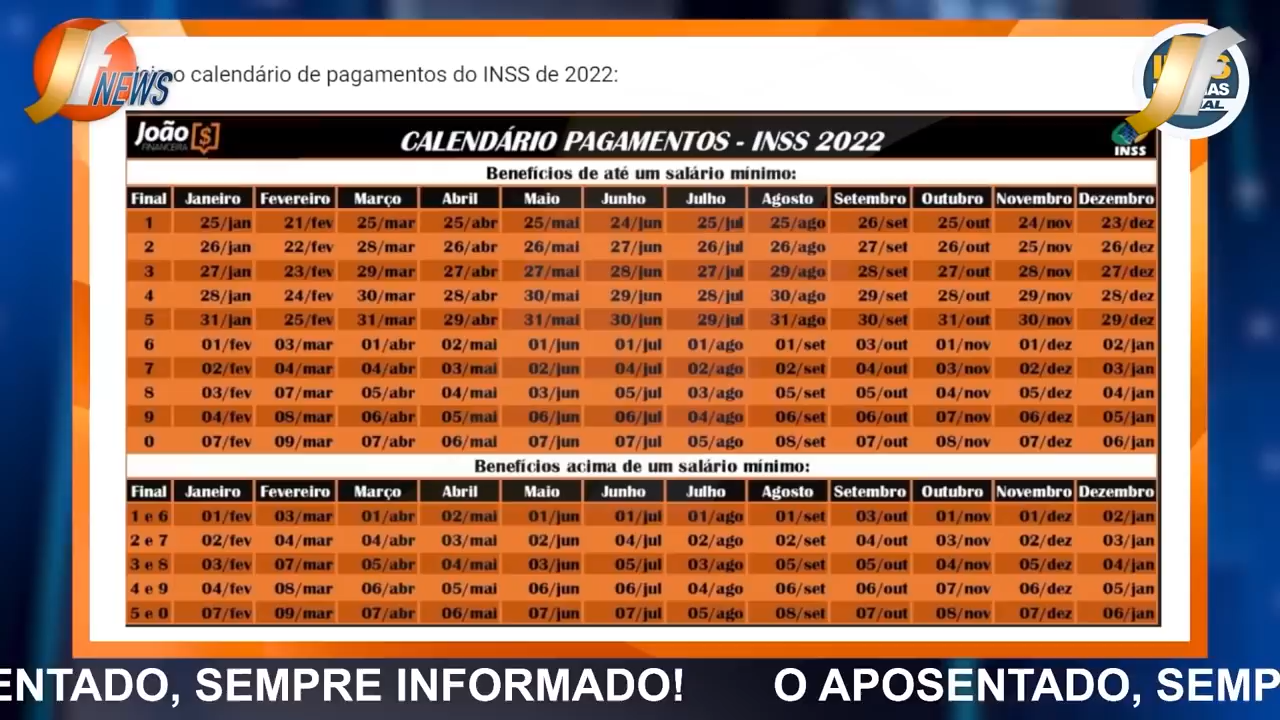 NEWS
o calendário de pagamentos do INSS de 2022:
João FINANCEIRA CALENDÁRIO PAGAMENTOS - INSS 2022 INSS
Benefícios de até um salário mínimo:
Final Janeiro Fevereiro Março Abril Maio Junho Julho Agosto Setembro Outubro Novembro Dezembro
1 25/jan 21/fev 25/mar 25/abr 25/mai 24/jun 25/jul 25/ago 26/set 25/out 24/nov 23/dez
2 26/jan 22/fev 28/mar 26/abr 26/mai 27/jun 26/jul 26/ago 27/set 26/out 25/nov 26/dez
3 27/jan 23/fev 29/mar 27/abr 27/mai 28/jun 27/jul 29/ago 28/set 27/out 28/nov 27/dez
4 28/jan 24/fev 30/mar 28/abr 30/mai 29/jun 28/jul 30/ago 29/set 28/out 29/nov 28/dez
5 31/jan 25/fev 31/mar 29/abr 31/mai 30/jun 29/jul 31/ago 30/set 31/out 30/nov 29/dez
6 01/fev 03/mar 01/abr 02/mai 01/jun 01/jul 01/ago 01/set 03/out 01/nov 01/dez 02/jan
7 02/fev 04/mar 04/abr 03/mai 02/jun 04/jul 02/ago 02/set 04/out 03/nov 02/dez 03/jan
8 03/fev 07/mar 05/abr 04/mai 03/jun 05/jul 03/ago 05/set 05/out 04/nov 05/dez 04/jan
9 04/fev 08/mar 06/abr 05/mai 06/jun 06/jul 04/ago 06/set 06/out 07/nov 06/dez 05/jan
0 07/fev 09/mar 07/abr 06/mai 07/jun 07/jul 05/ago 08/set 07/out 08/nov 07/dez 06/jan
Benefícios acima de um salário mínimo:
Final Janeiro Fevereiro Março Abril Maio Junho Julho Agosto Setembro Outubro Novembro Dezembro
1 e 6 01/fev 03/mar 01/abr 02/mai 01/jun 01/jul 01/ago 01/set 03/out 01/nov 01/dez 02/jan
2 e 7 02/fev 04/mar 04/abr 03/mai 02/jun 04/jul 02/ago 02/set 04/out 03/nov 02/dez 03/jan
3 e 8 03/fev 07/mar 05/abr 04/mai 03/jun 05/jul 03/ago 05/set 05/out 04/nov 05/dez 04/jan
4 e 9 04/fev 08/mar 06/abr 05/mai 06/jun 06/jul 04/ago 06/set 06/out 07/nov 06/dez 05/jan
5 e 0 07/fev 09/mar 07/abr 06/mai 07/jun 07/jul 05/ago 08/set 07/out 08/nov 07/dez 06/jan
ENTADO, SEMPRE INFORMADO! O APOSENTADO, SEMP